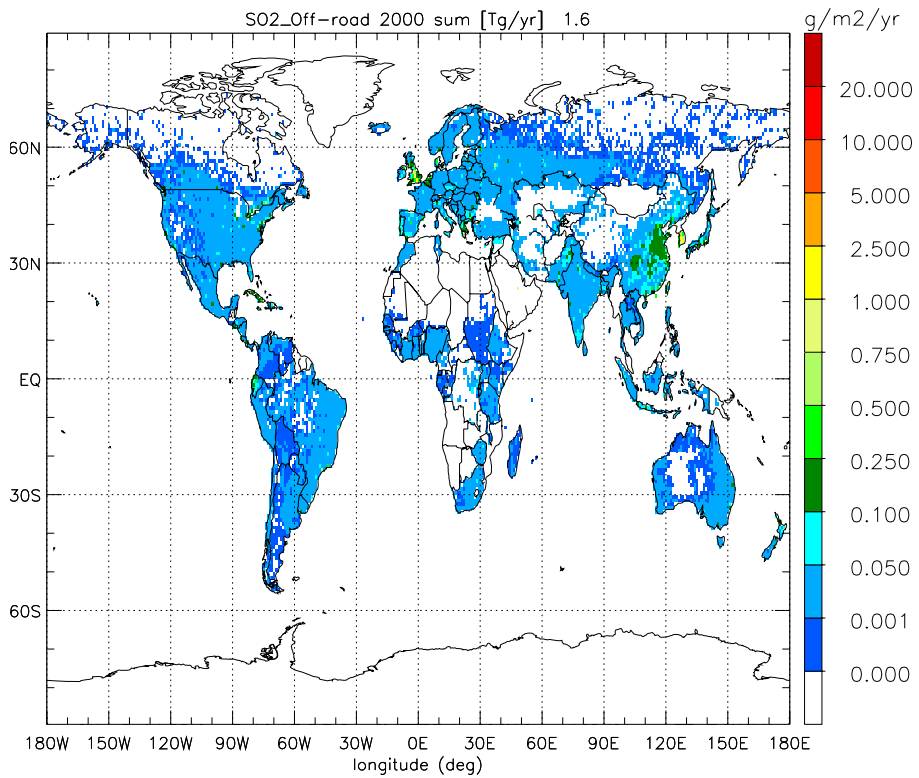 SO2_Off-road 2000 sum [Tg/yr] 1.6
g/m2/yr
20.000
10.000
5.000
2.500
1.000
0.750
0.500
0.250
0.100
0.050
0.001
0.000
60N
30N
EQ
30S
60S
180W 150W 120W 90W 60W 30W 0E 30E 60E 90E 120E 150E 180E
longitude (deg)